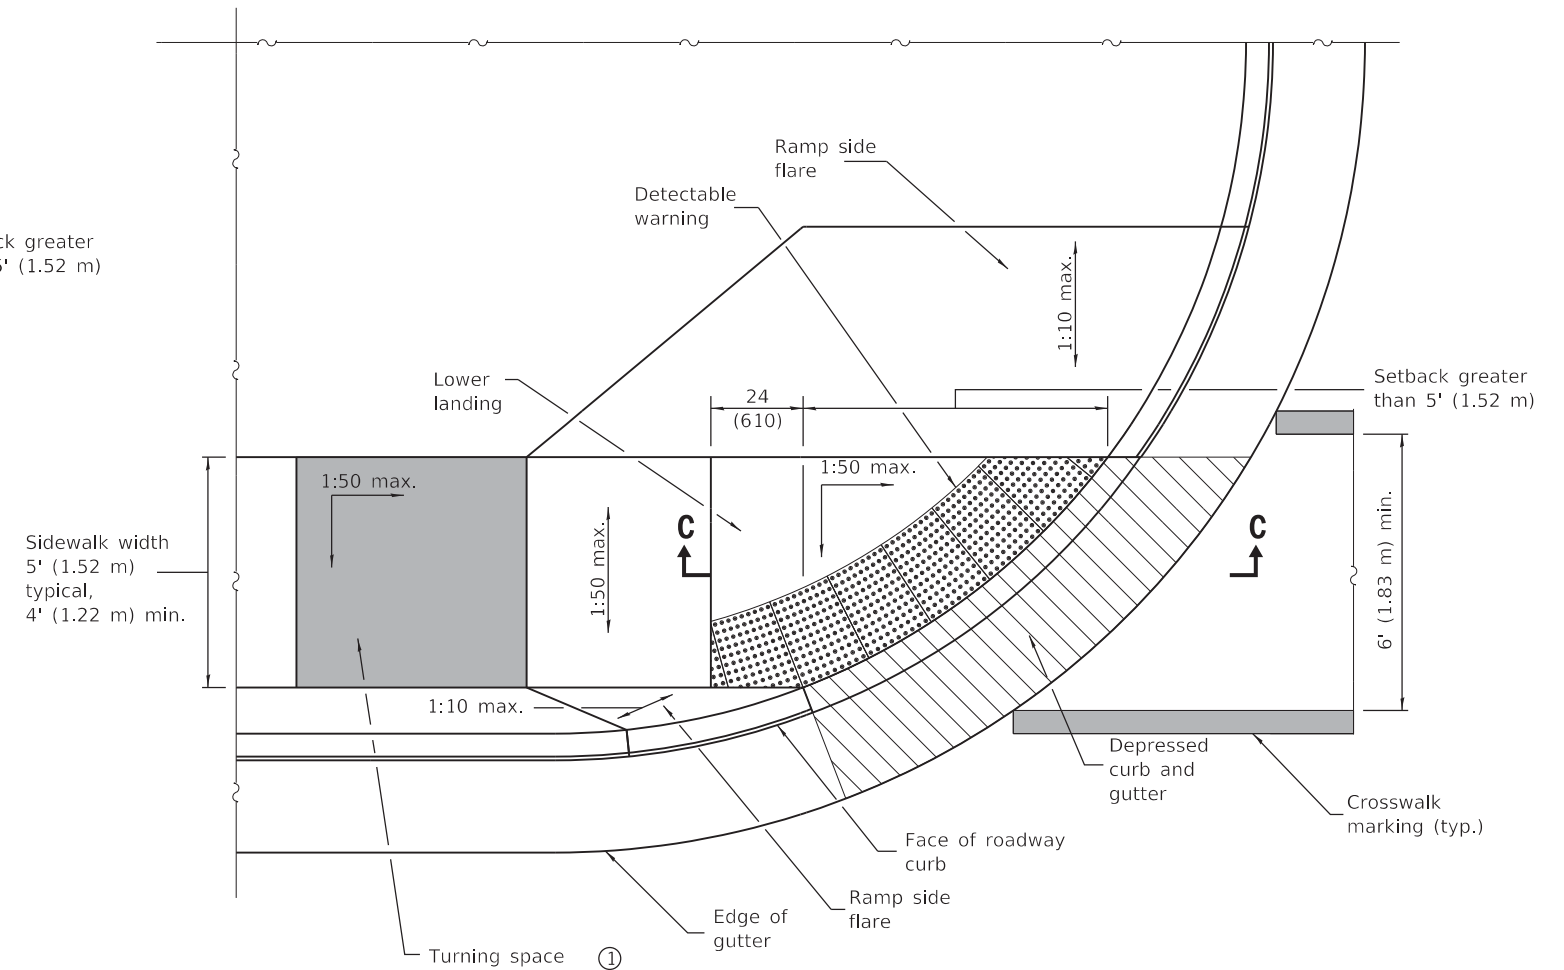 Ramp side
flare
Detectable
warning
ck greater
5' (1.52 m)
1:10 max.
Lower
landing
24
(610)
Setback greater
than 5' (1.52 m)
1:50 max.
1:50 max.
C
C
1:50 max.
6' (1.83 m) min.
Sidewalk width
5' (1.52 m)
typical,
4' (1.22 m) min.
1:10 max.
Depressed
curb and
gutter
Crosswalk
marking (typ.)
Face of roadway
curb
Ramp side
flare
Edge of
gutter
Turning space ①